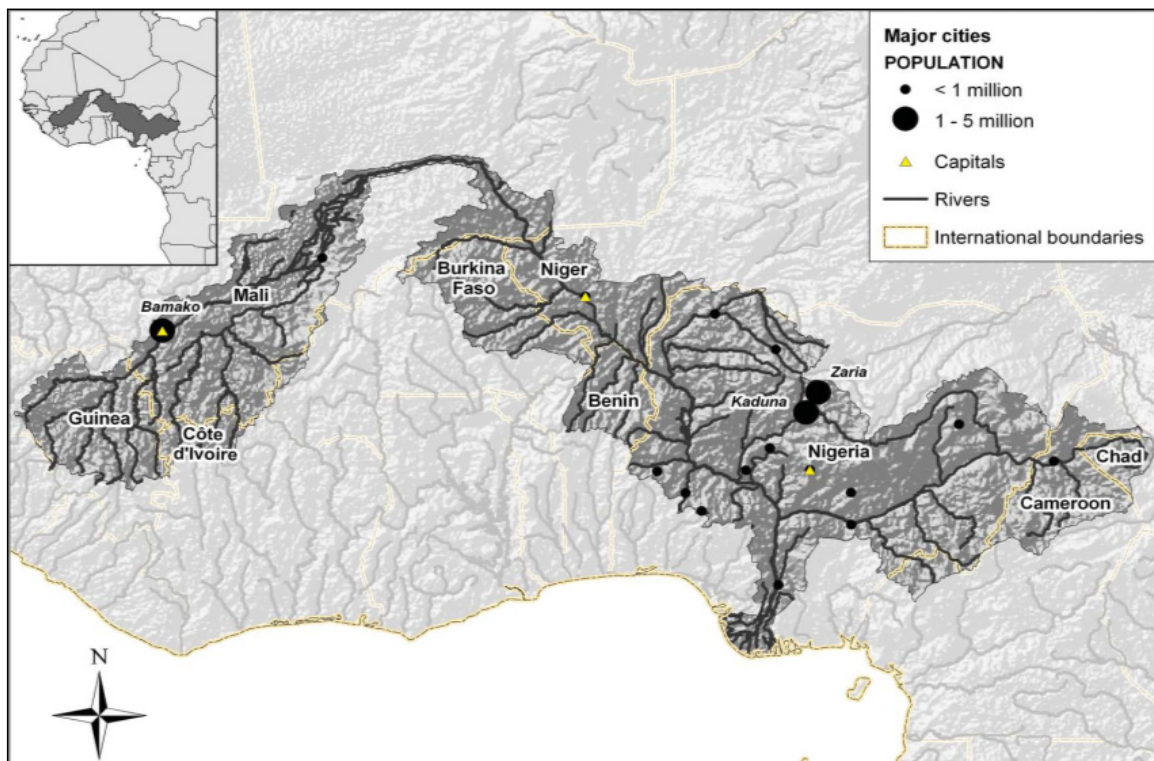 Major cities
POPULATION
< 1 million
1 - 5 million
Capitals
Rivers
International boundaries
Burkina
Faso
Niger
Mali
Bamako
Zaria
Kaduna
Benin
Guinea
Côte
d'Ivoire
Nigeria
Chad
Cameroon
N